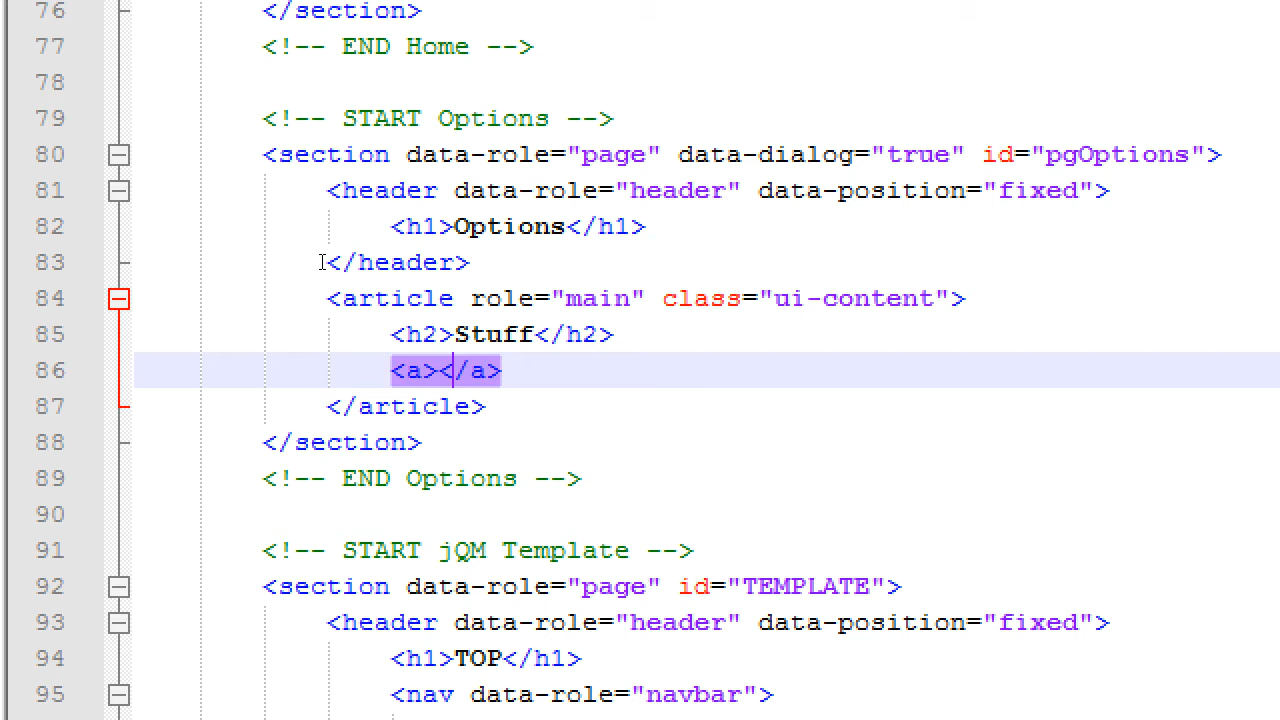 76 </section>
77 <!-- END Home -->
78
79 <!-- START Options -->
80 <section data-role="page" data-dialog="true" id="pgOptions">
81 <header data-role="header" data-position="fixed">
82 <h1>Options</h1>
83 </header>
84 <article role="main" class="ui-content">
85 <h2>Stuff</h2>
86 <a></a>
87 </article>
88 </section>
89 <!-- END Options -->
90
91 <!-- START jQM Template -->
92 <section data-role="page" id="TEMPLATE">
93 <header data-role="header" data-position="fixed">
94 <h1>TOP</h1>
95 <nav data-role="navbar">